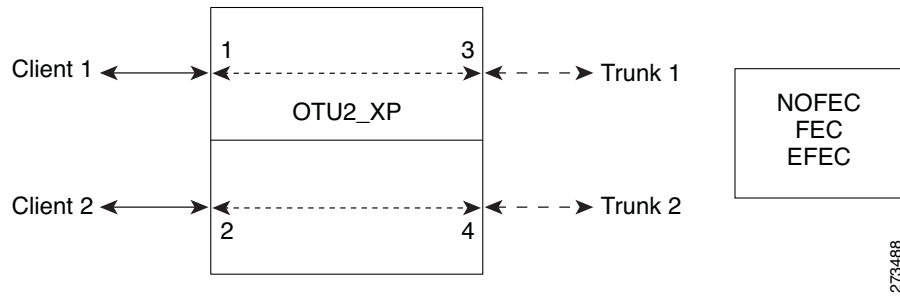 1
3
Client 1
Trunk 1
OTU2_XP
NOFEC
FEC
EFEC
Client 2
Trunk 2
2
4
273488